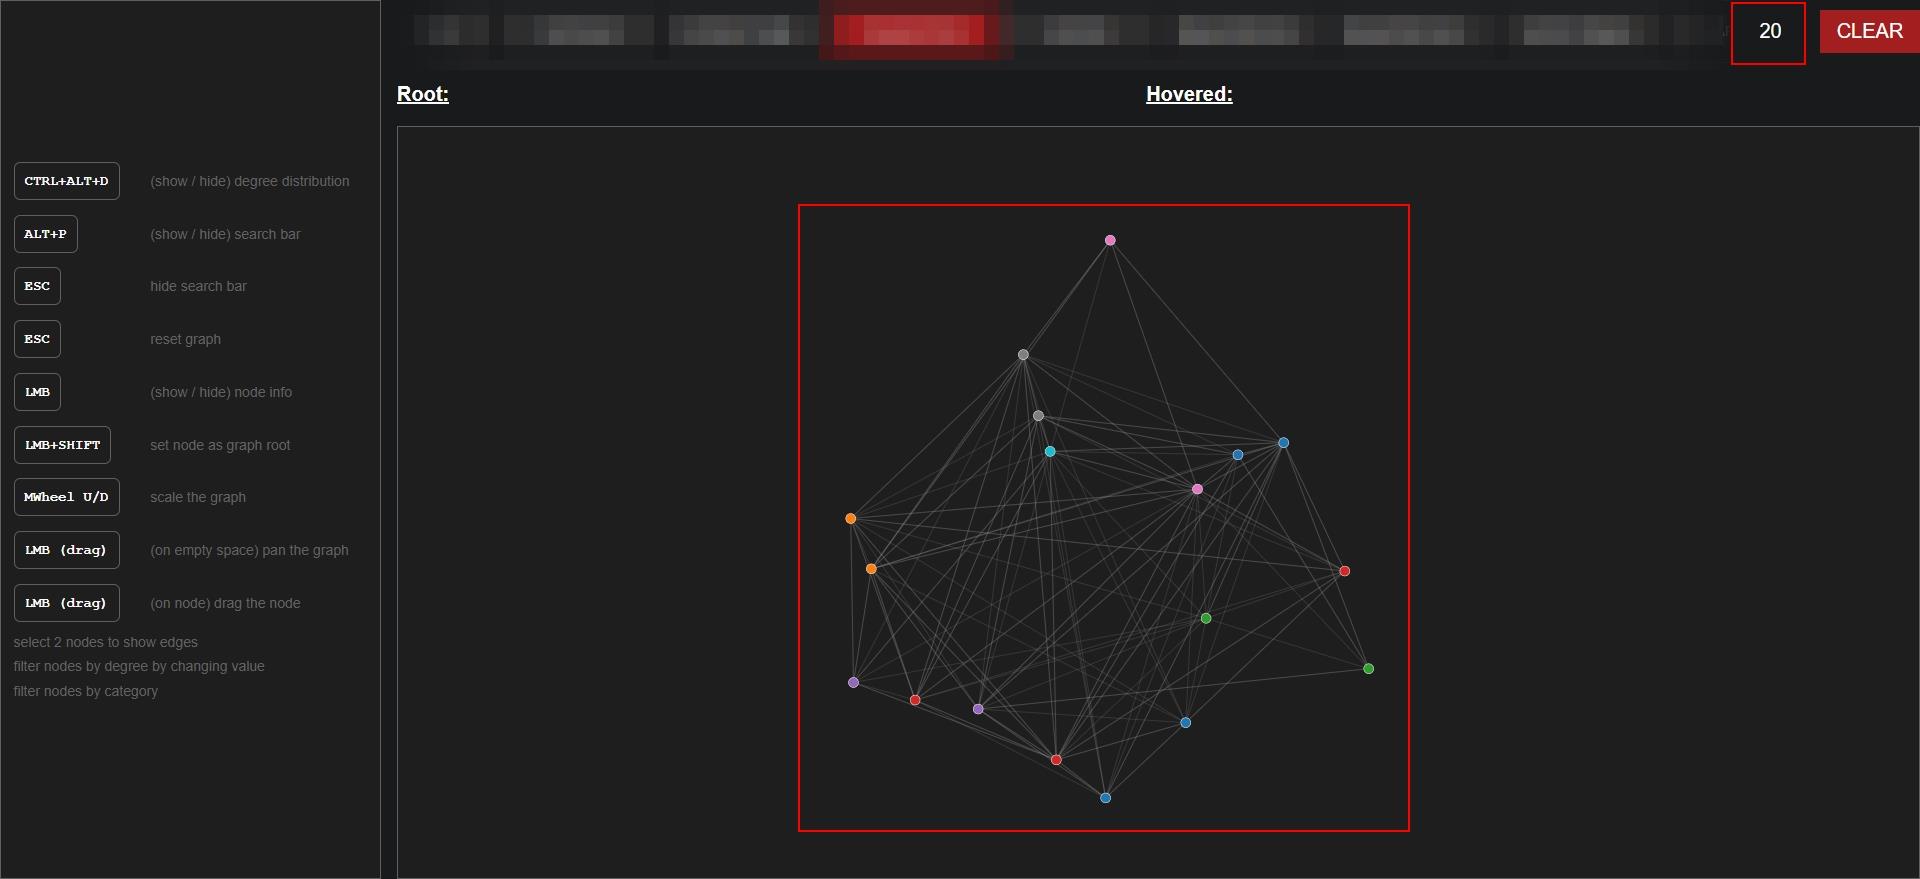 20 CLEAR
Root: Hovered:
CTRL+ALT+D (show / hide) degree distribution
ALT+P (show / hide) search bar
ESC hide search bar
ESC reset graph
LMB (show / hide) node info
LMB+SHIFT set node as graph root
MWheel U/D scale the graph
LMB (drag) (on empty space) pan the graph
LMB (drag) (on node) drag the node
select 2 nodes to show edges
filter nodes by degree by changing value
filter nodes by category